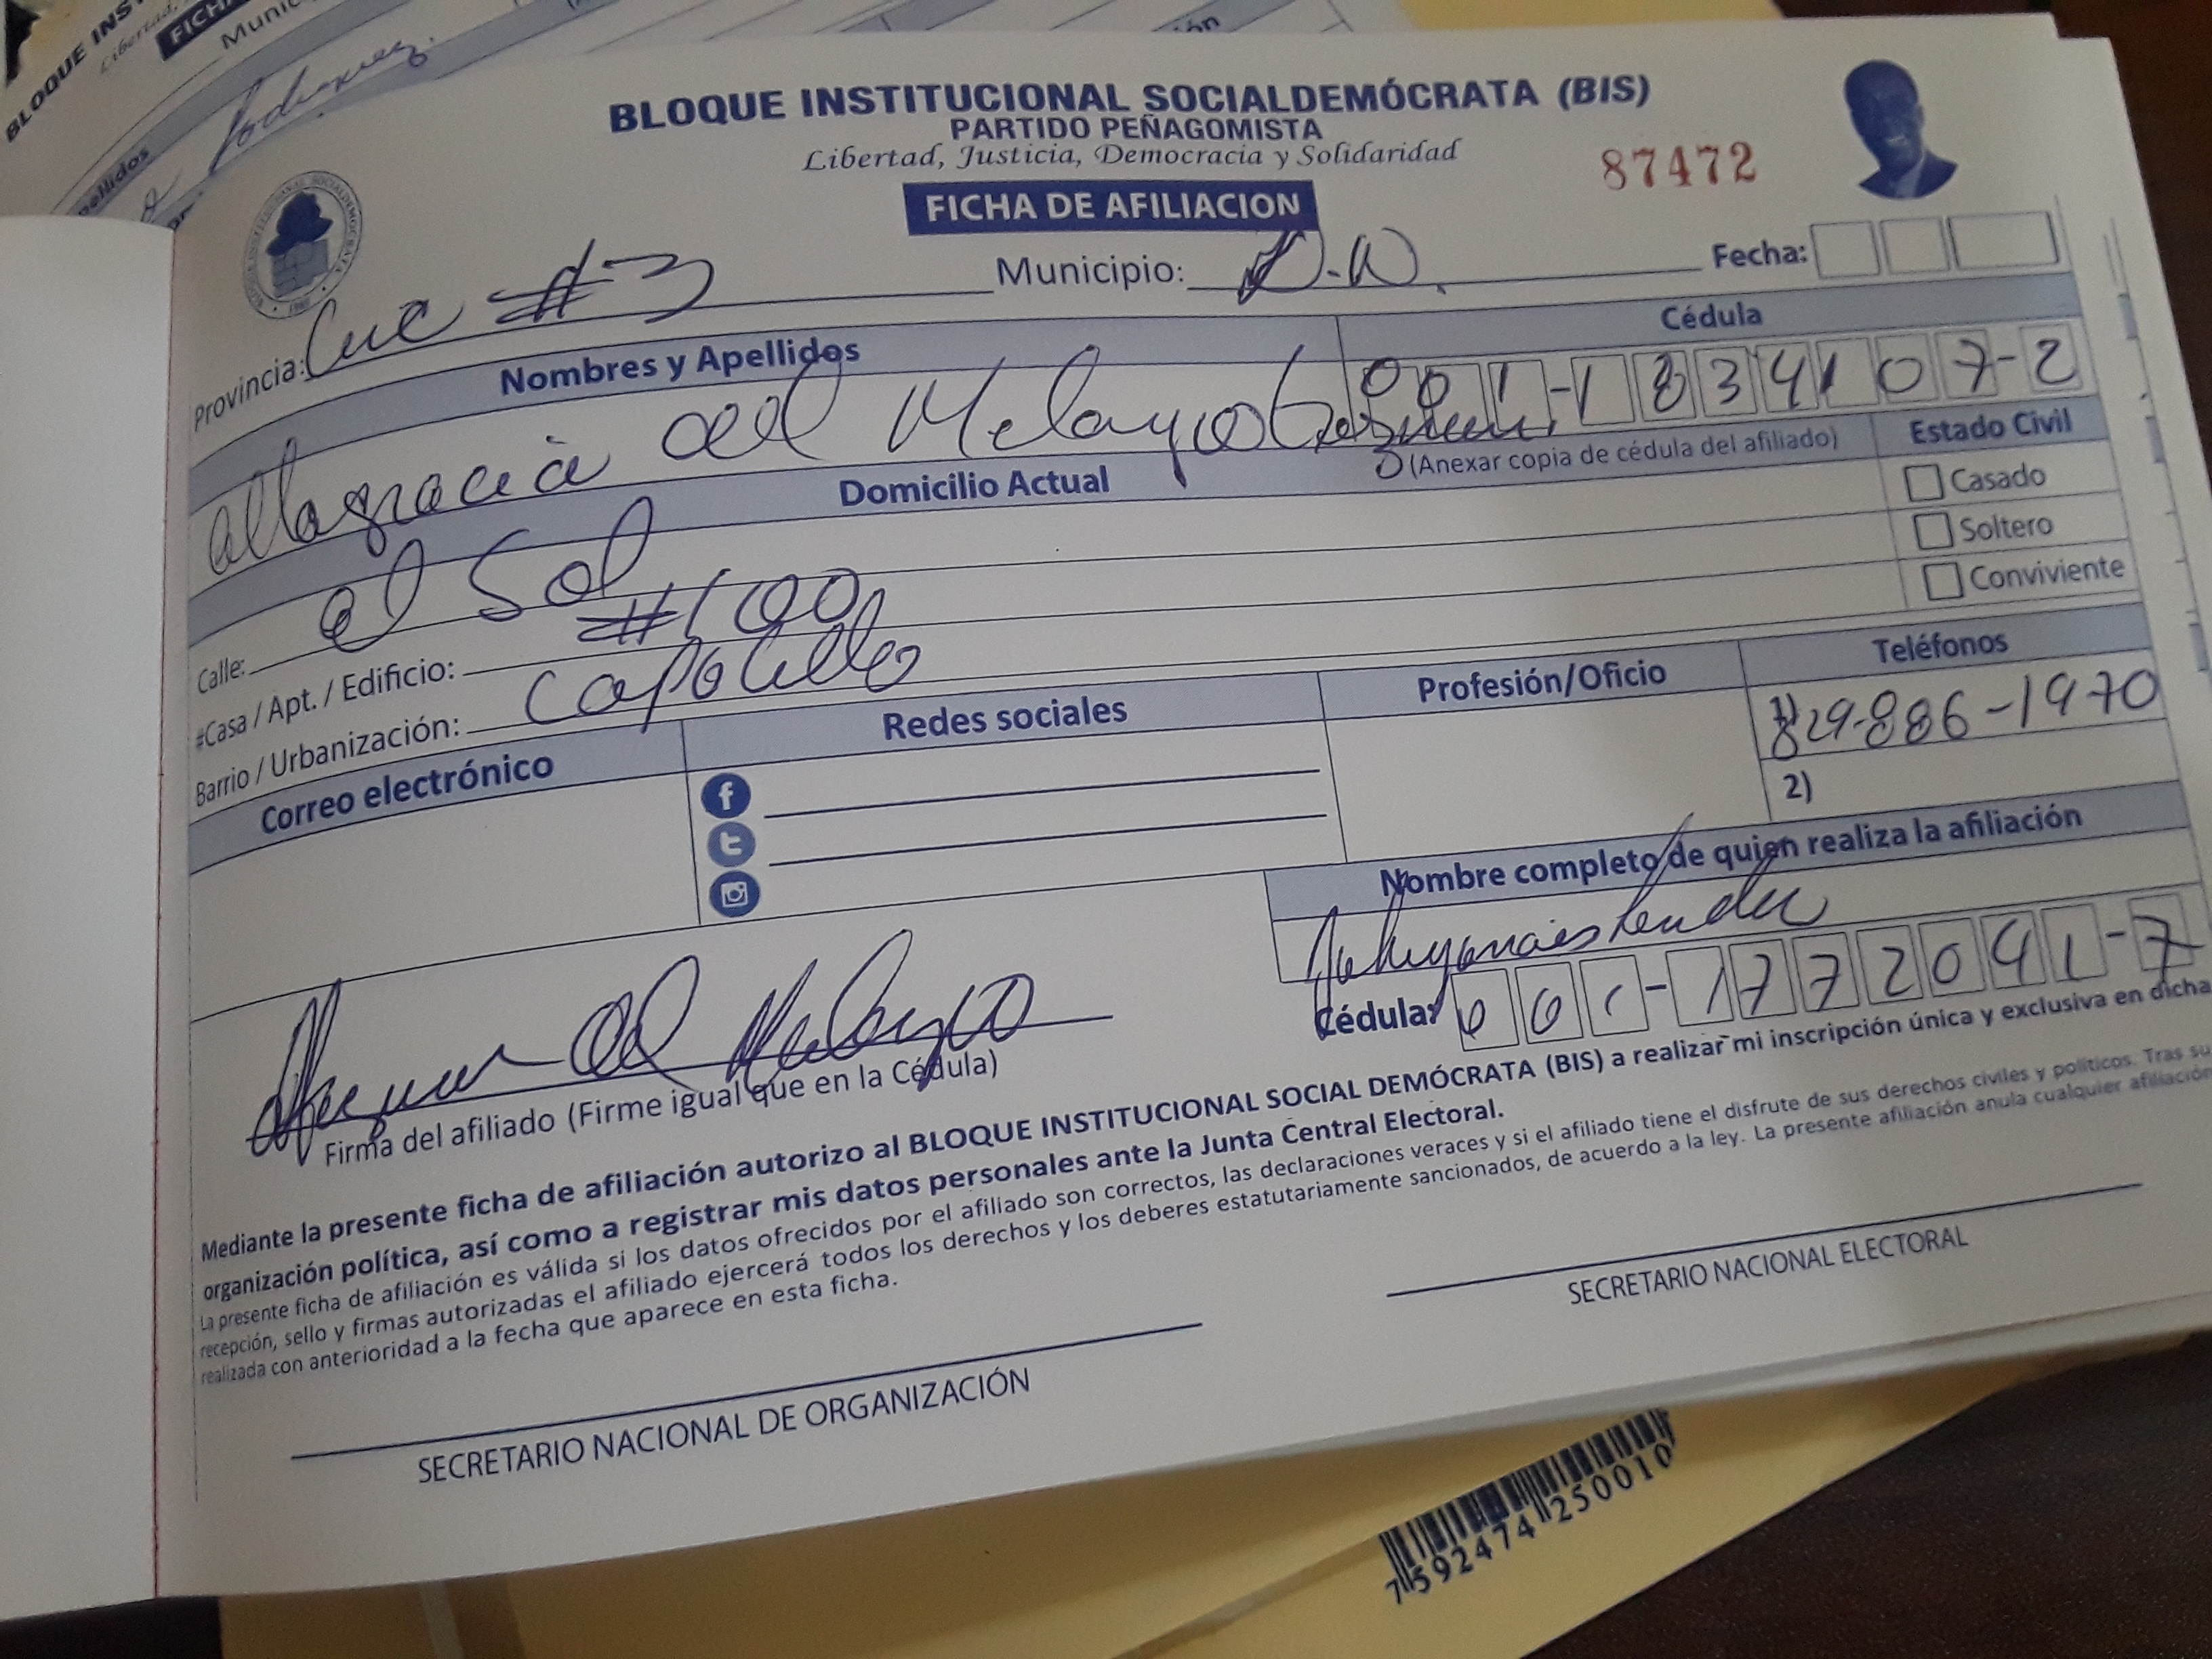 BLOQUE INSTITUCIONAL SOCIALDEMÓCRATA (BIS)
PARTIDO PEÑAGOMISTA
Libertad, Justicia, Democracia y Solidaridad
87472
FICHA DE AFILIACION
Provincia: #3 Municipio: D.N. Fecha:
Nombres y Apellidos Cédula
altagracia del 001-1834107-2
(Anexar copia de cédula del afiliado)
Domicilio Actual Estado Civil
Calle: el Sol
#Casa / Apt. / Edificio: #100
Barrio / Urbanización: Capotillo
Casado
Soltero
Conviviente
Correo electrónico Redes sociales Profesión/Oficio Teléfonos
829-886-1970
2)
Nombre completo de quien realiza la afiliación
Cédula: 001-1772041-7
Firma del afiliado (Firme igual que en la Cédula)
Mediante la presente ficha de afiliación autorizo al BLOQUE INSTITUCIONAL SOCIAL DEMÓCRATA (BIS) a realizar mi inscripción única y exclusiva en dicha
organización política, así como a registrar mis datos personales ante la Junta Central Electoral.
La presente ficha de afiliación es válida si los datos ofrecidos por el afiliado son correctos, las declaraciones veraces y si el afiliado tiene el disfrute de sus derechos civiles y políticos. Tras su
recepción, sello y firmas autorizadas el afiliado ejercerá todos los derechos y los deberes estatutariamente sancionados, de acuerdo a la ley. La presente afiliación anula cualquier afiliación
realizada con anterioridad a la fecha que aparece en esta ficha.
SECRETARIO NACIONAL DE ORGANIZACIÓN
SECRETARIO NACIONAL ELECTORAL
7 592474 250010